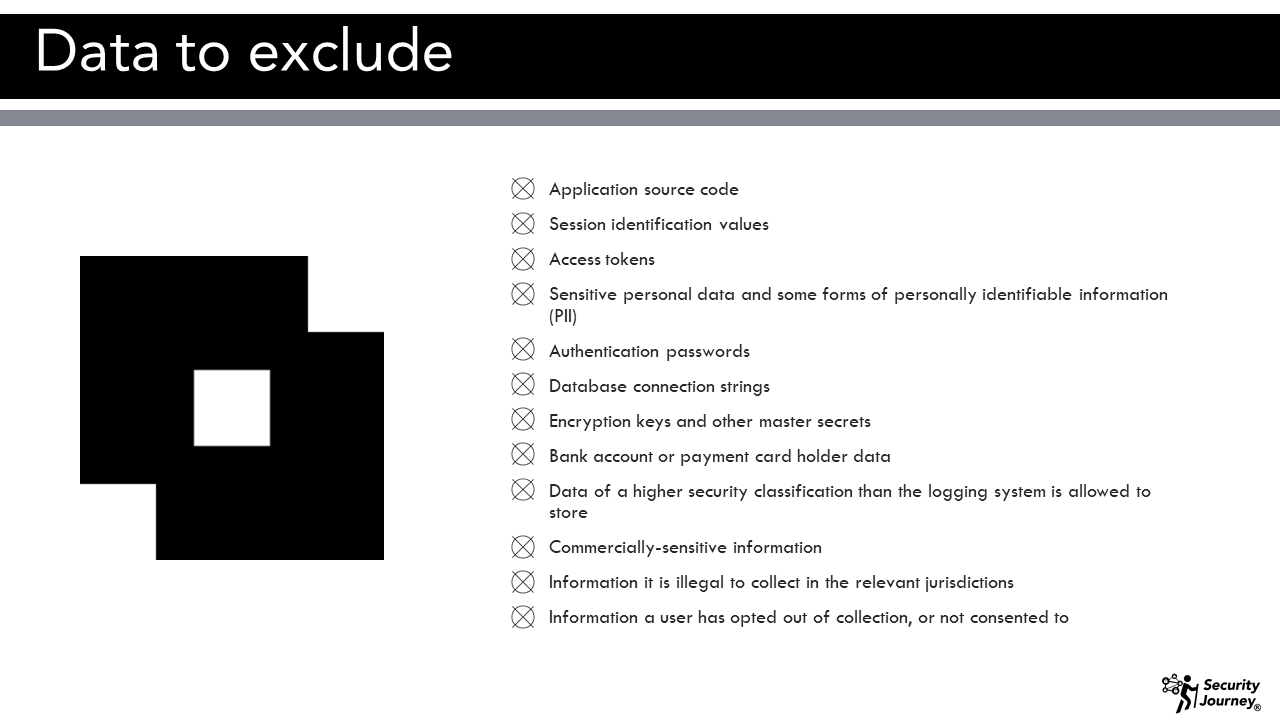 Data to exclude
Application source code
Session identification values
Access tokens
Sensitive personal data and some forms of personally identifiable information
(PII)
Authentication passwords
Database connection strings
Encryption keys and other master secrets
Bank account or payment card holder data
Data of a higher security classification than the logging system is allowed to
store
Commercially-sensitive information
Information it is illegal to collect in the relevant jurisdictions
Information a user has opted out of collection, or not consented to
Security
Journey®